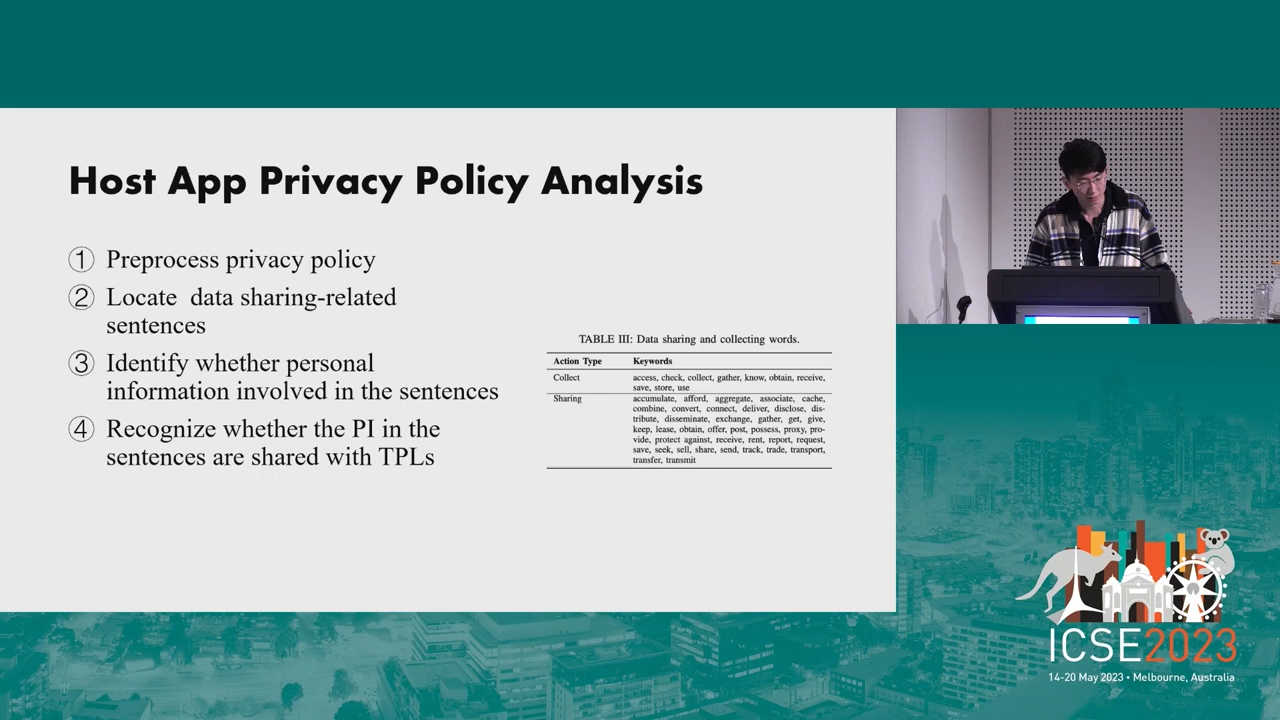 Host App Privacy Policy Analysis
① Preprocess privacy policy
② Locate data sharing-related
sentences
③ Identify whether personal
information involved in the sentences
④ Recognize whether the PI in the
sentences are shared with TPLs
TABLE III: Data sharing and collecting words.
Action Type Keywords
Collect access, check, collect, gather, know, obtain, receive,
save, store, use
Sharing accumulate, afford, aggregate, associate, cache,
combine, convert, connect, deliver, disclose, dis-
tribute, disseminate, exchange, gather, get, give,
keep, lease, obtain, offer, post, possess, proxy, pro-
vide, protect against, receive, rent, report, request,
save, seek, sell, share, send, track, trade, transport,
transfer, transmit
ICSE2023
14-20 May 2023 • Melbourne, Australia